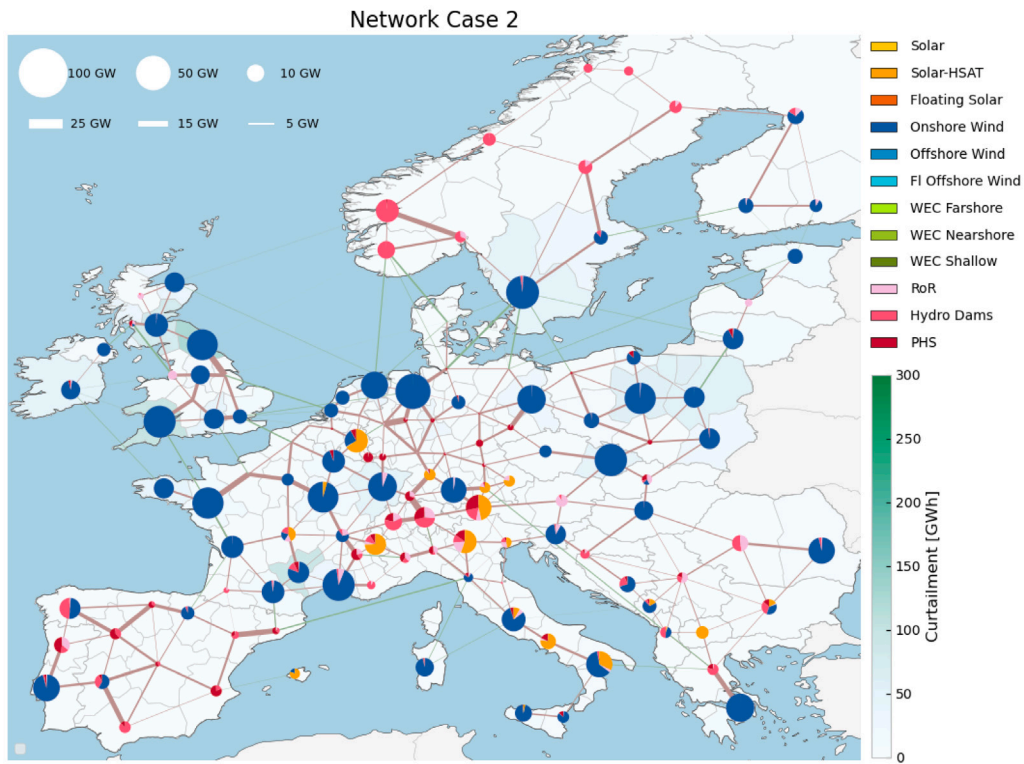 Network Case 2
100 GW 50 GW 10 GW
25 GW 15 GW 5 GW
Solar
Solar-HSAT
Floating Solar
Onshore Wind
Offshore Wind
Fl Offshore Wind
WEC Farshore
WEC Nearshore
WEC Shallow
RoR
Hydro Dams
PHS
300
250
200
150
100
50
0
Curtailment [GWh]